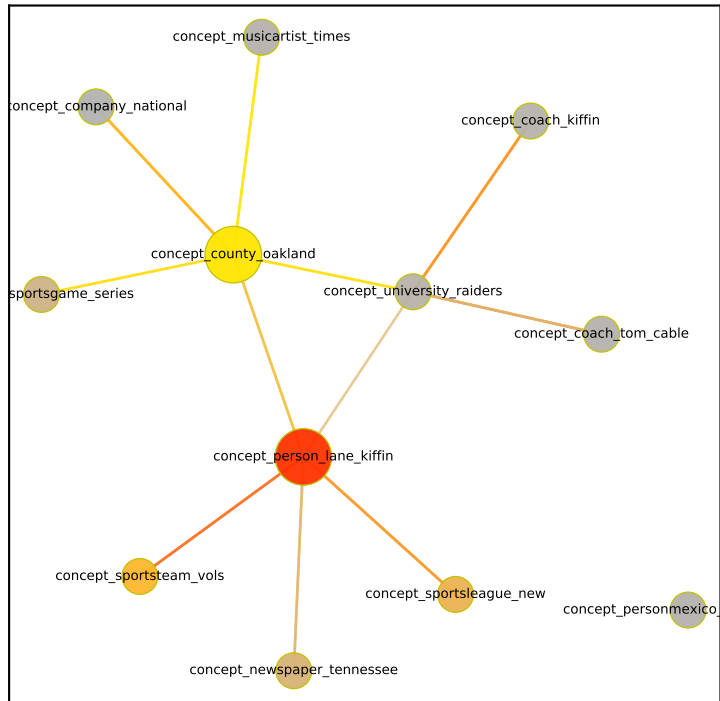 concept_musicartist_times
concept_company_national
concept_coach_kiffin
concept_county_oakland
sportsgame_series
concept_university_raiders
concept_coach_tom_cable
concept_person_lane_kiffin
concept_sportsteam_vols
concept_sportsleague_new
concept_personmexico_
concept_newspaper_tennessee